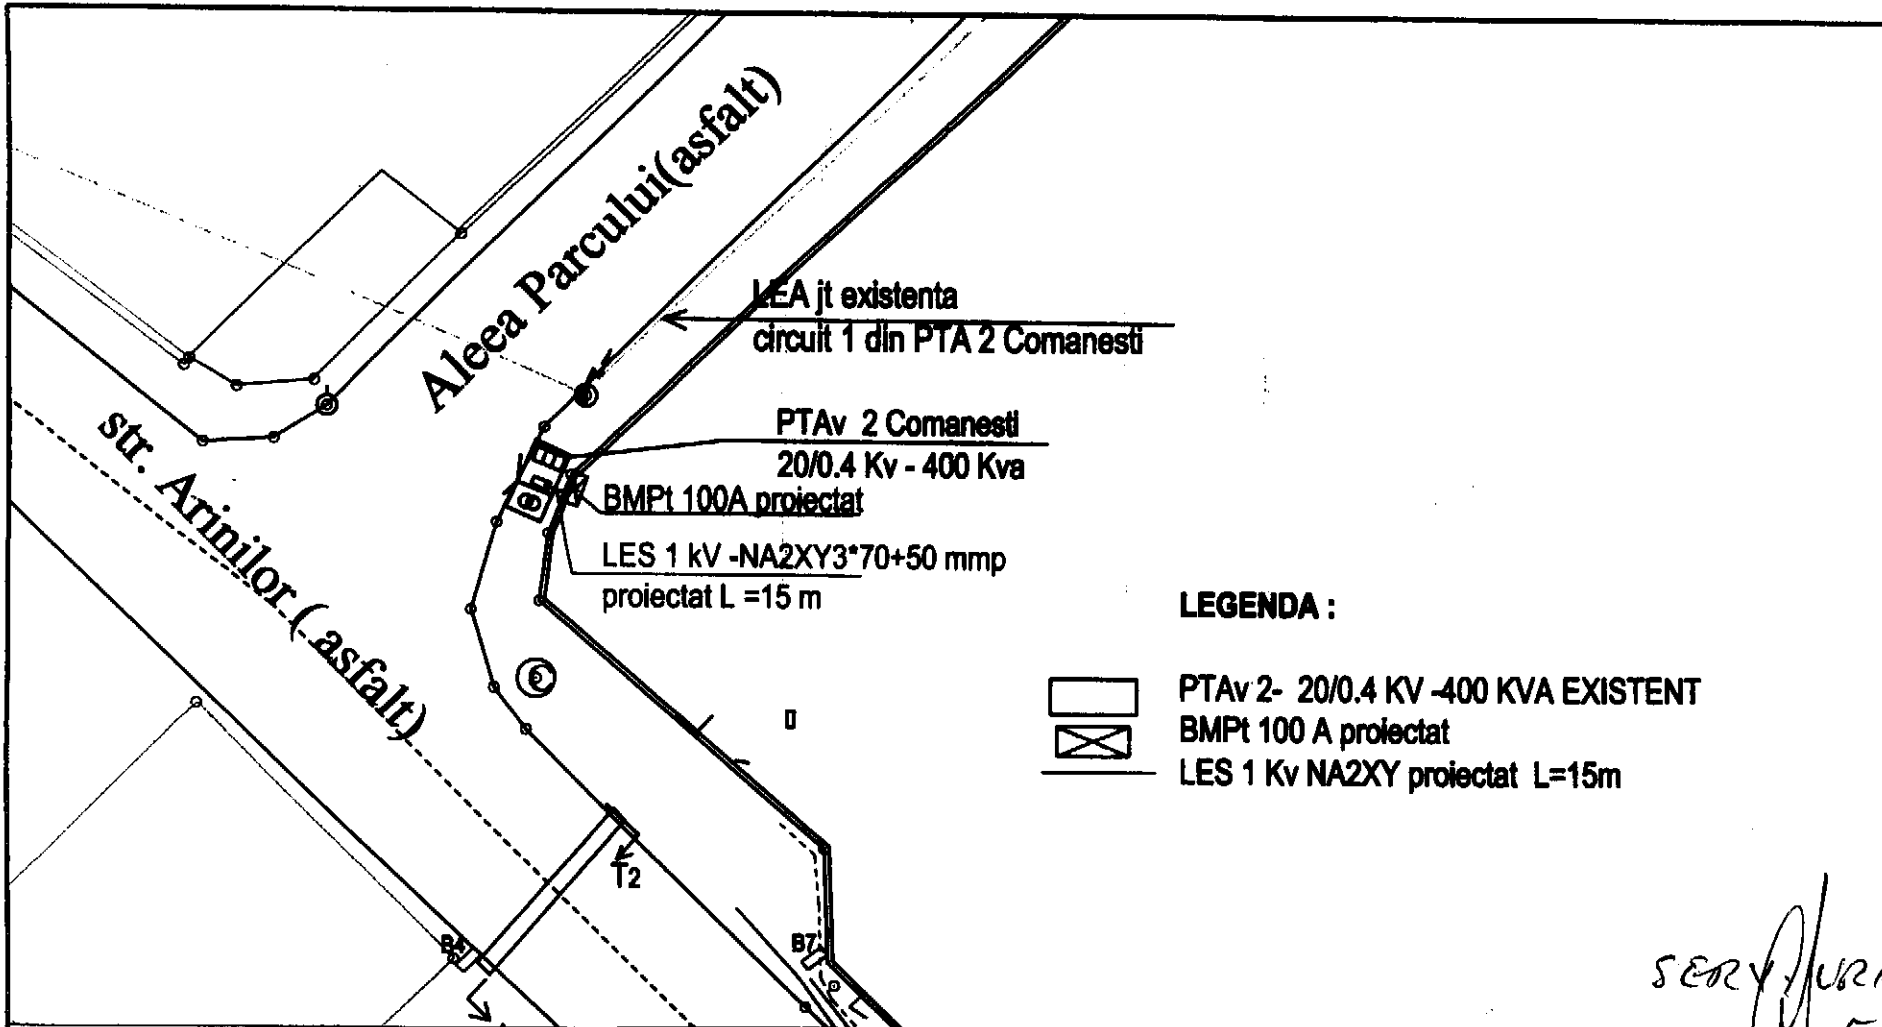 Aleea Parcului(asfalt)
LEA jt existenta
circuit 1 din PTA 2 Comanesti
PTAv 2 Comanesti
20/0.4 Kv - 400 Kva
BMPt 100A proiectat
LES 1 kV -NA2XY3*70+50 mmp
proiectat L =15 m
str. Arinilor ( asfalt)
LEGENDA :
PTAv 2- 20/0.4 KV -400 KVA EXISTENT
BMPt 100 A proiectat
LES 1 Kv NA2XY proiectat L=15m
T2
B4
B7